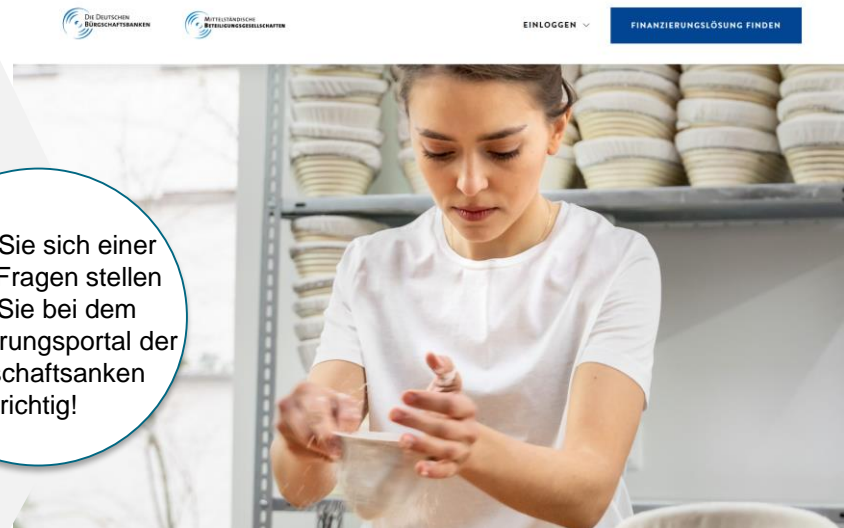 DIE DEUTSCHEN
BÜRGSCHAFTSBANKEN
MITTELSTÄNDISCHE
BETEILIGUNGSGESELLSCHAFTEN
EINLOGGEN
FINANZIERUNGSLÖSUNG FINDEN
Sie sich einer
Fragen stellen
Sie bei dem
rungsportal der
schaftsanken
richtig!